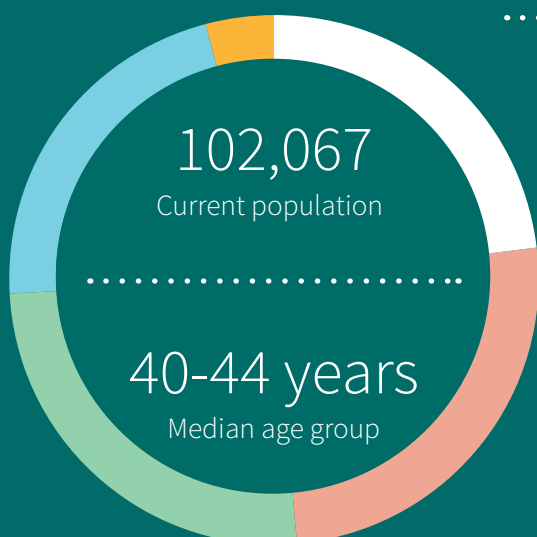 102,067
Current population
40-44 years
Median age group